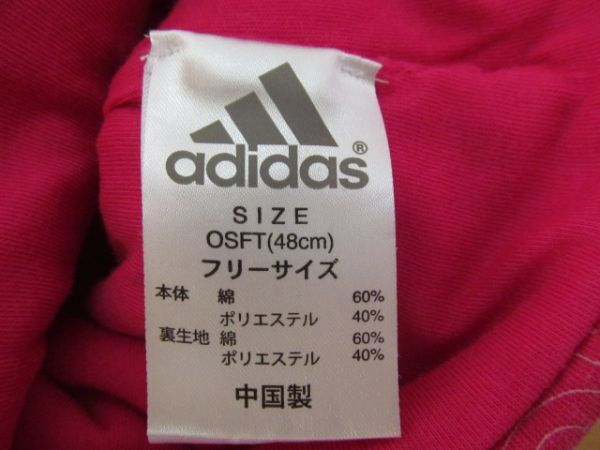 adidas®
SIZE
OSFT(48cm)
フリーサイズ
本体 綿 60%
ポリエステル 40%
裏生地 綿 60%
ポリエステル 40%
中国製